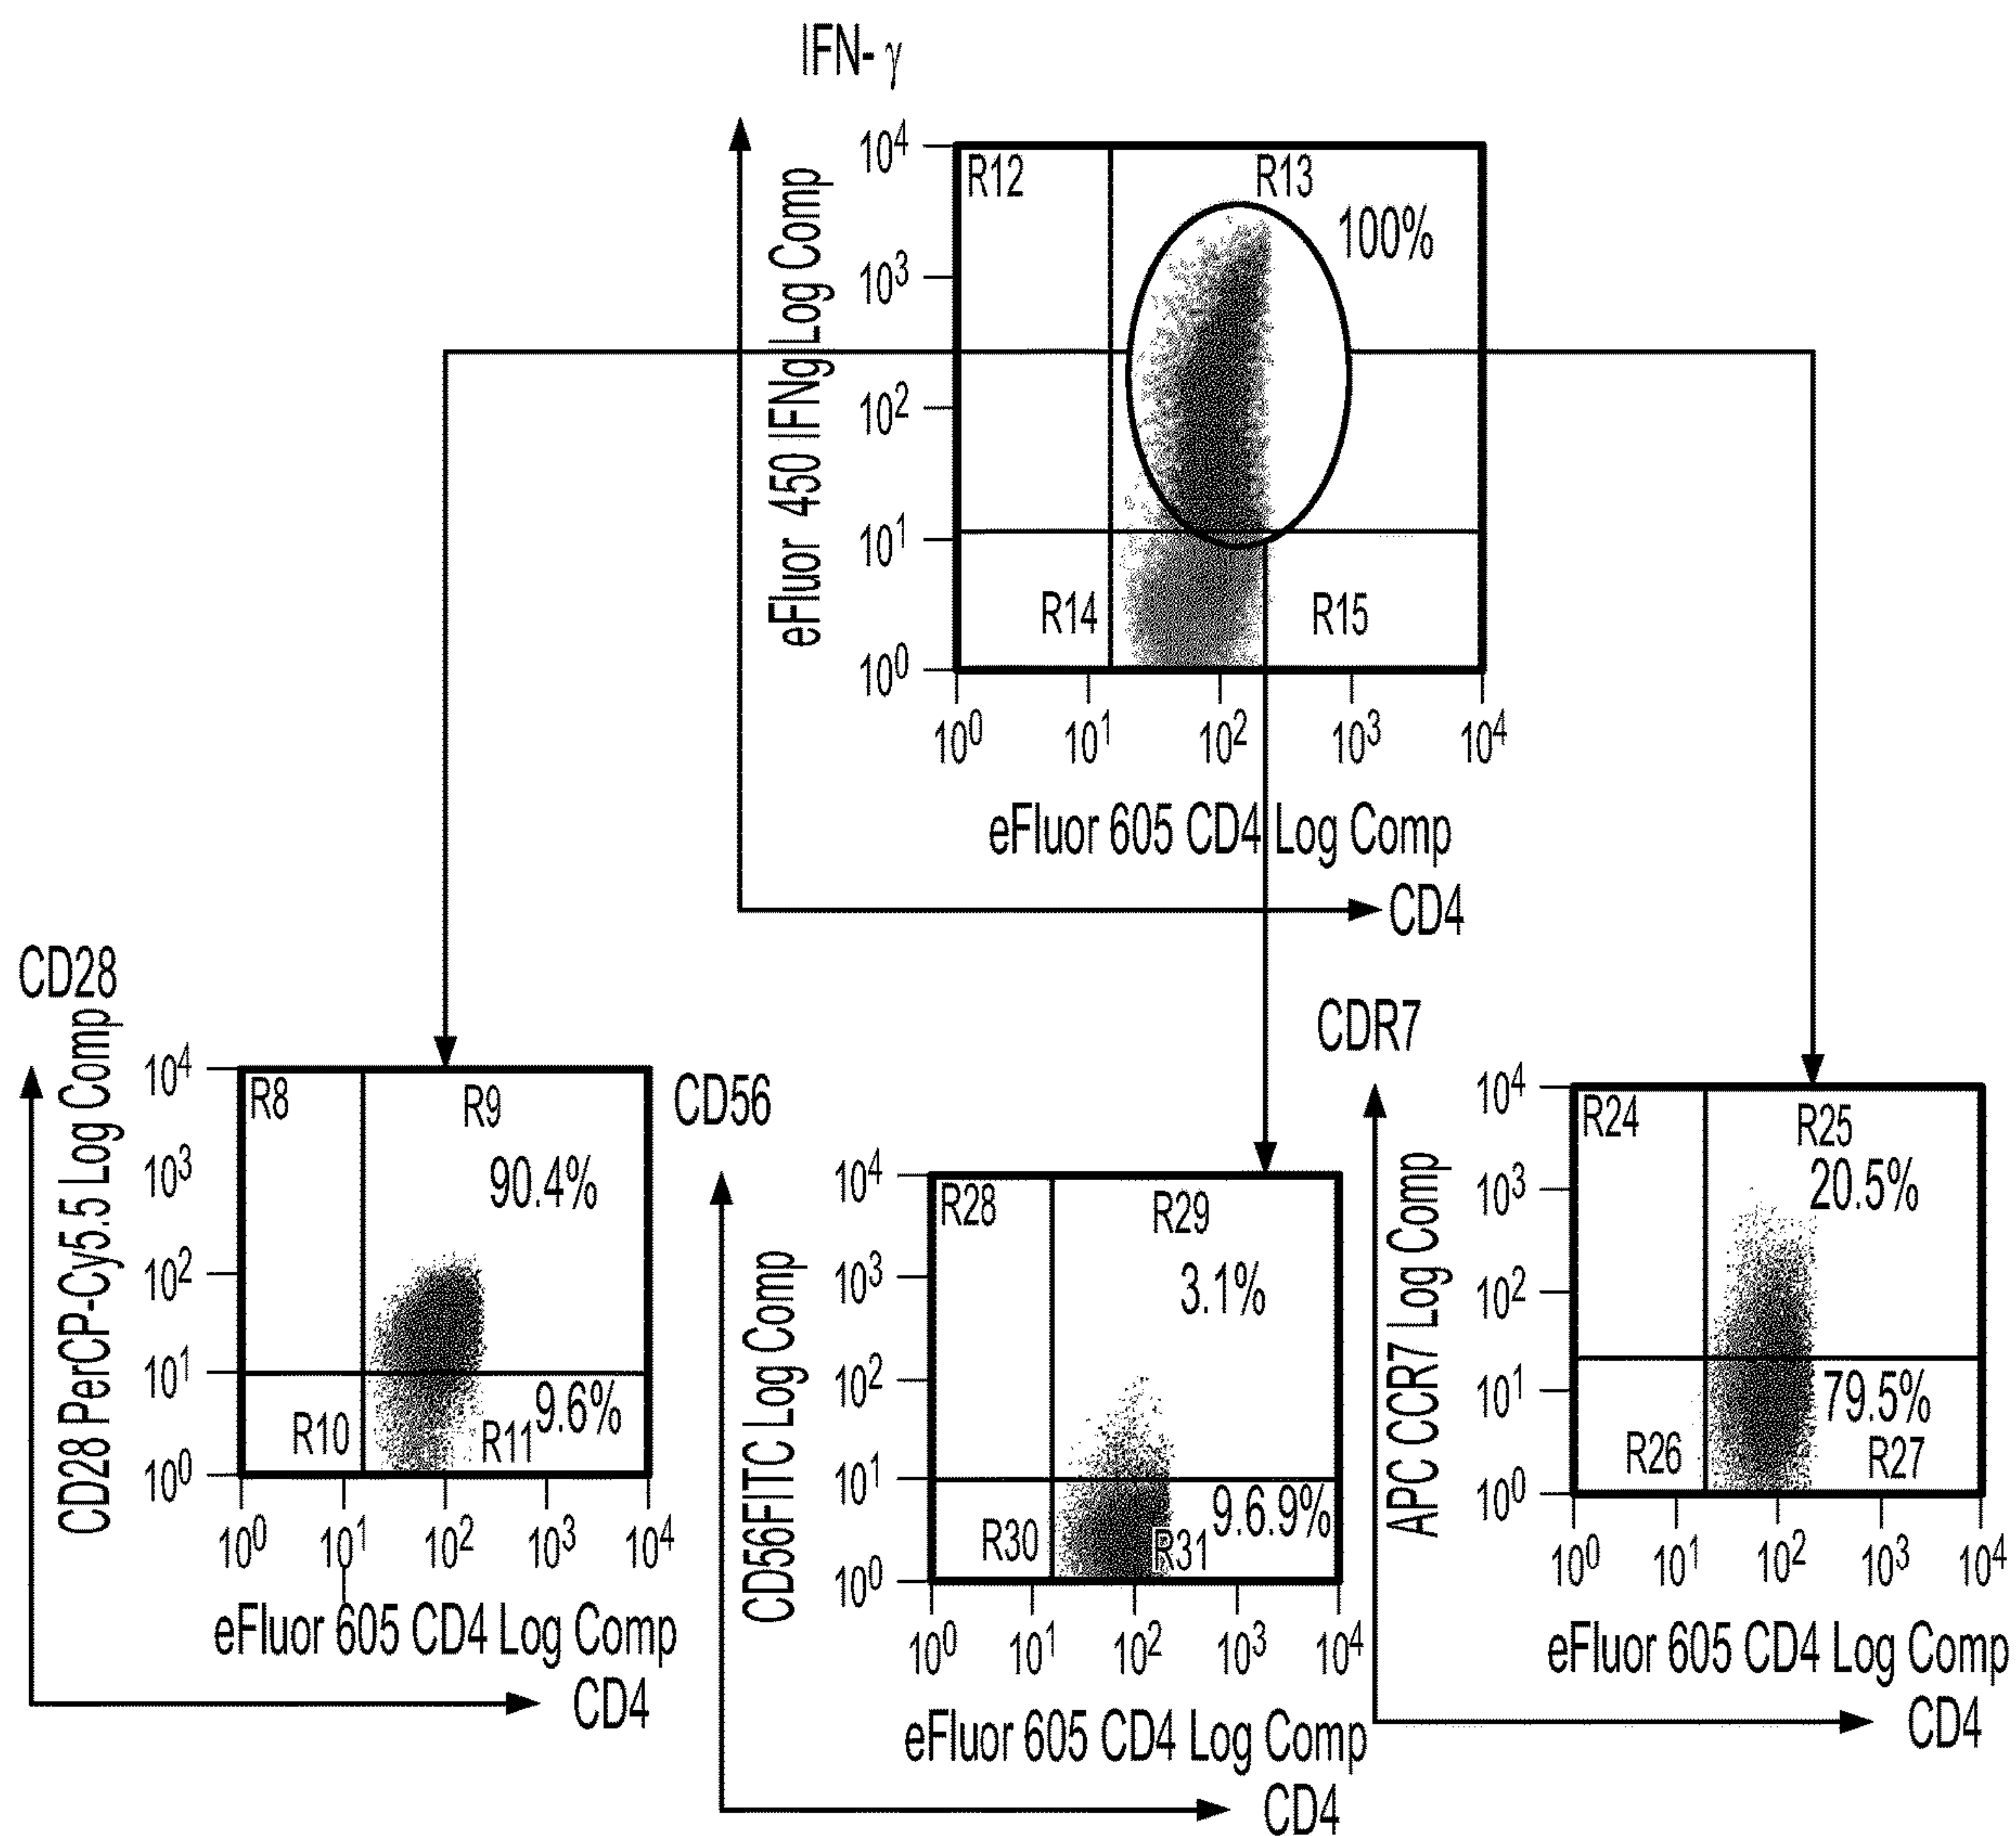 IFN- γ
eFluor 450 IFNg Log Comp
10⁴
10³
10²
10¹
10⁰
R12
R13
100%
R14
R15
10⁰ 10¹ 10² 10³ 10⁴
eFluor 605 CD4 Log Comp
CD4
CD28
CD28 PerCP-Cy5.5 Log Comp
10⁴
10³
10²
10¹
10⁰
R8
R9
90.4%
R10
R11
9.6%
10⁰ 10¹ 10² 10³ 10⁴
eFluor 605 CD4 Log Comp
CD4
CD56
CD56FITC Log Comp
10⁴
10³
10²
10¹
10⁰
R28
R29
3.1%
R30
R31
9.6.9%
10⁰ 10¹ 10² 10³ 10⁴
eFluor 605 CD4 Log Comp
CD4
CDR7
APC CCR7 Log Comp
10⁴
10³
10²
10¹
10⁰
R24
R25
20.5%
79.5%
R26
R27
10⁰ 10¹ 10² 10³ 10⁴
eFluor 605 CD4 Log Comp
CD4